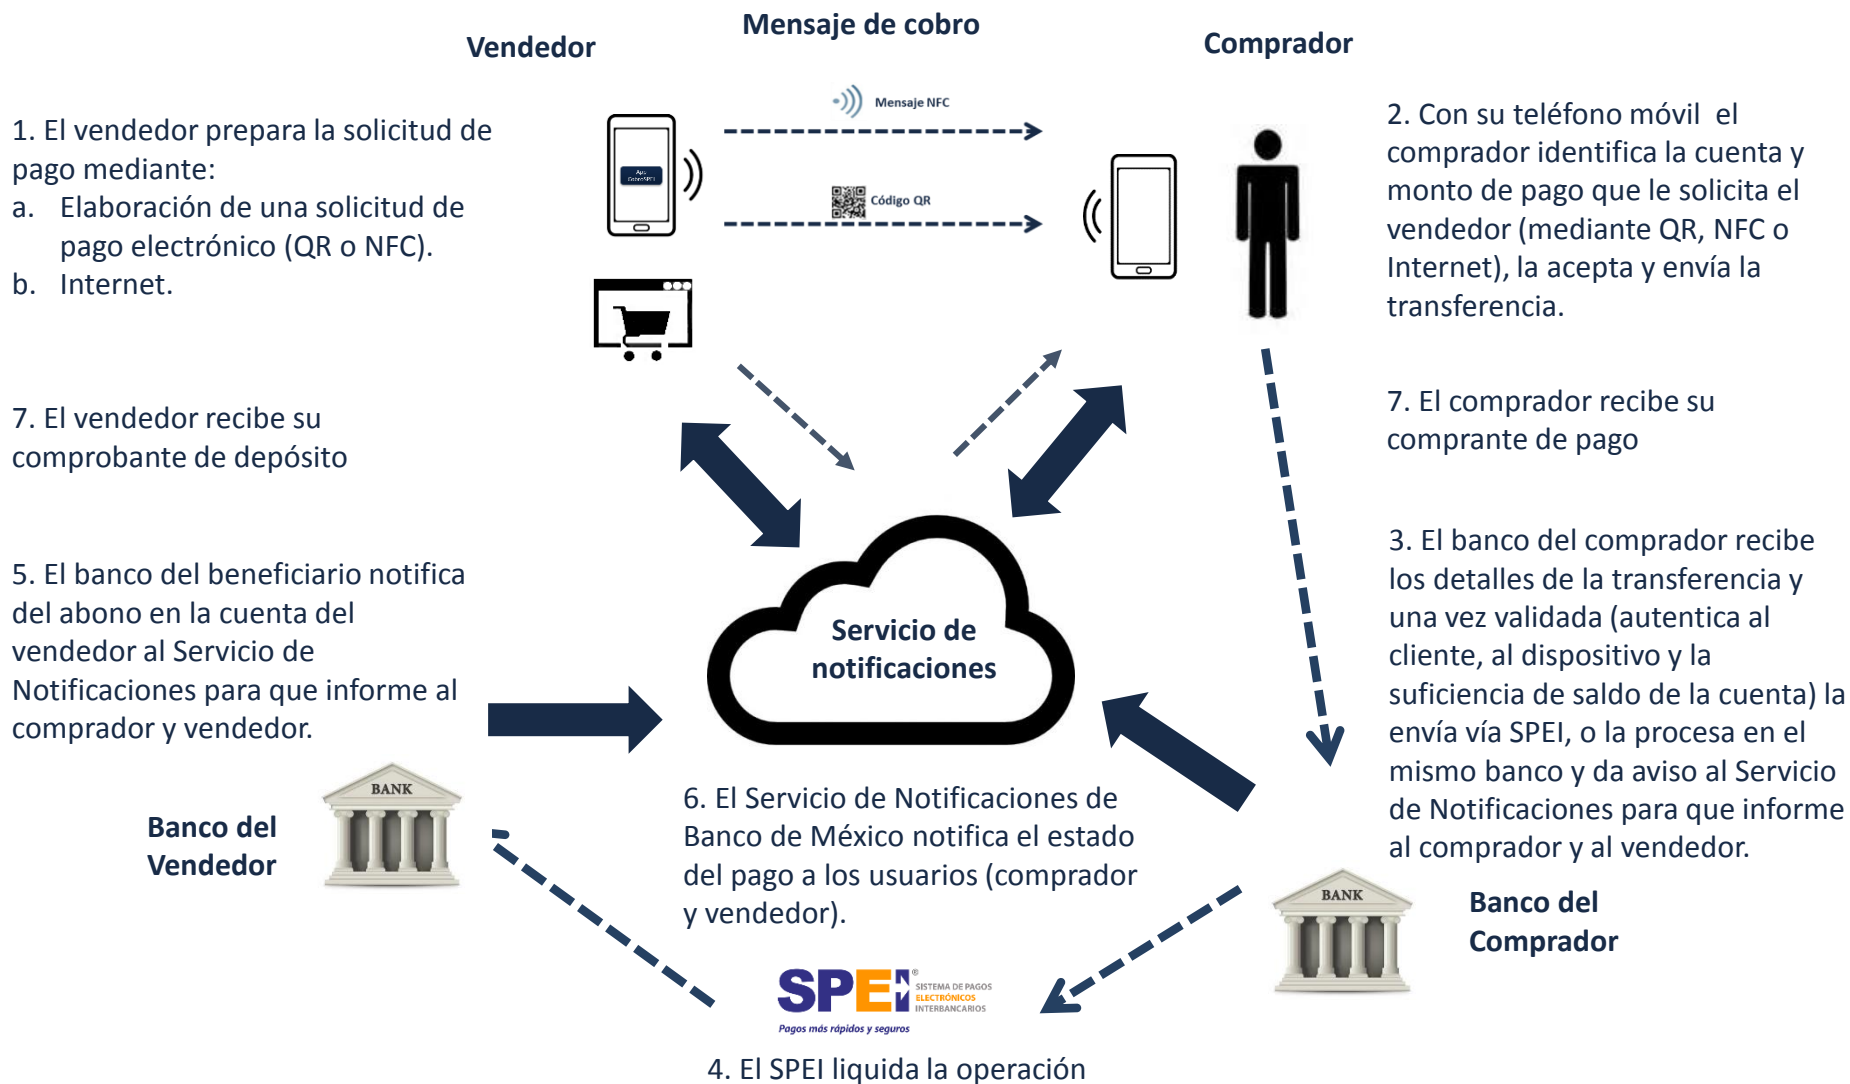 Mensaje de cobro
Vendedor
Comprador
Mensaje NFC
Código QR
App
CobroSPEI
1. El vendedor prepara la solicitud de
pago mediante:
a. Elaboración de una solicitud de
pago electrónico (QR o NFC).
b. Internet.
2. Con su teléfono móvil el
comprador identifica la cuenta y
monto de pago que le solicita el
vendedor (mediante QR, NFC o
Internet), la acepta y envía la
transferencia.
7. El vendedor recibe su
comprobante de depósito
7. El comprador recibe su
comprante de pago
5. El banco del beneficiario notifica
del abono en la cuenta del
vendedor al Servicio de
Notificaciones para que informe al
comprador y vendedor.
Servicio de
notificaciones
3. El banco del comprador recibe
los detalles de la transferencia y
una vez validada (autentica al
cliente, al dispositivo y la
suficiencia de saldo de la cuenta) la
envía vía SPEI, o la procesa en el
mismo banco y da aviso al Servicio
de Notificaciones para que informe
al comprador y al vendedor.
BANK
Banco del
Vendedor
6. El Servicio de Notificaciones de
Banco de México notifica el estado
del pago a los usuarios (comprador
y vendedor).
BANK
Banco del
Comprador
SPEI®
SISTEMA DE PAGOS
ELECTRÓNICOS
INTERBANCARIOS
Pagos más rápidos y seguros
4. El SPEI liquida la operación